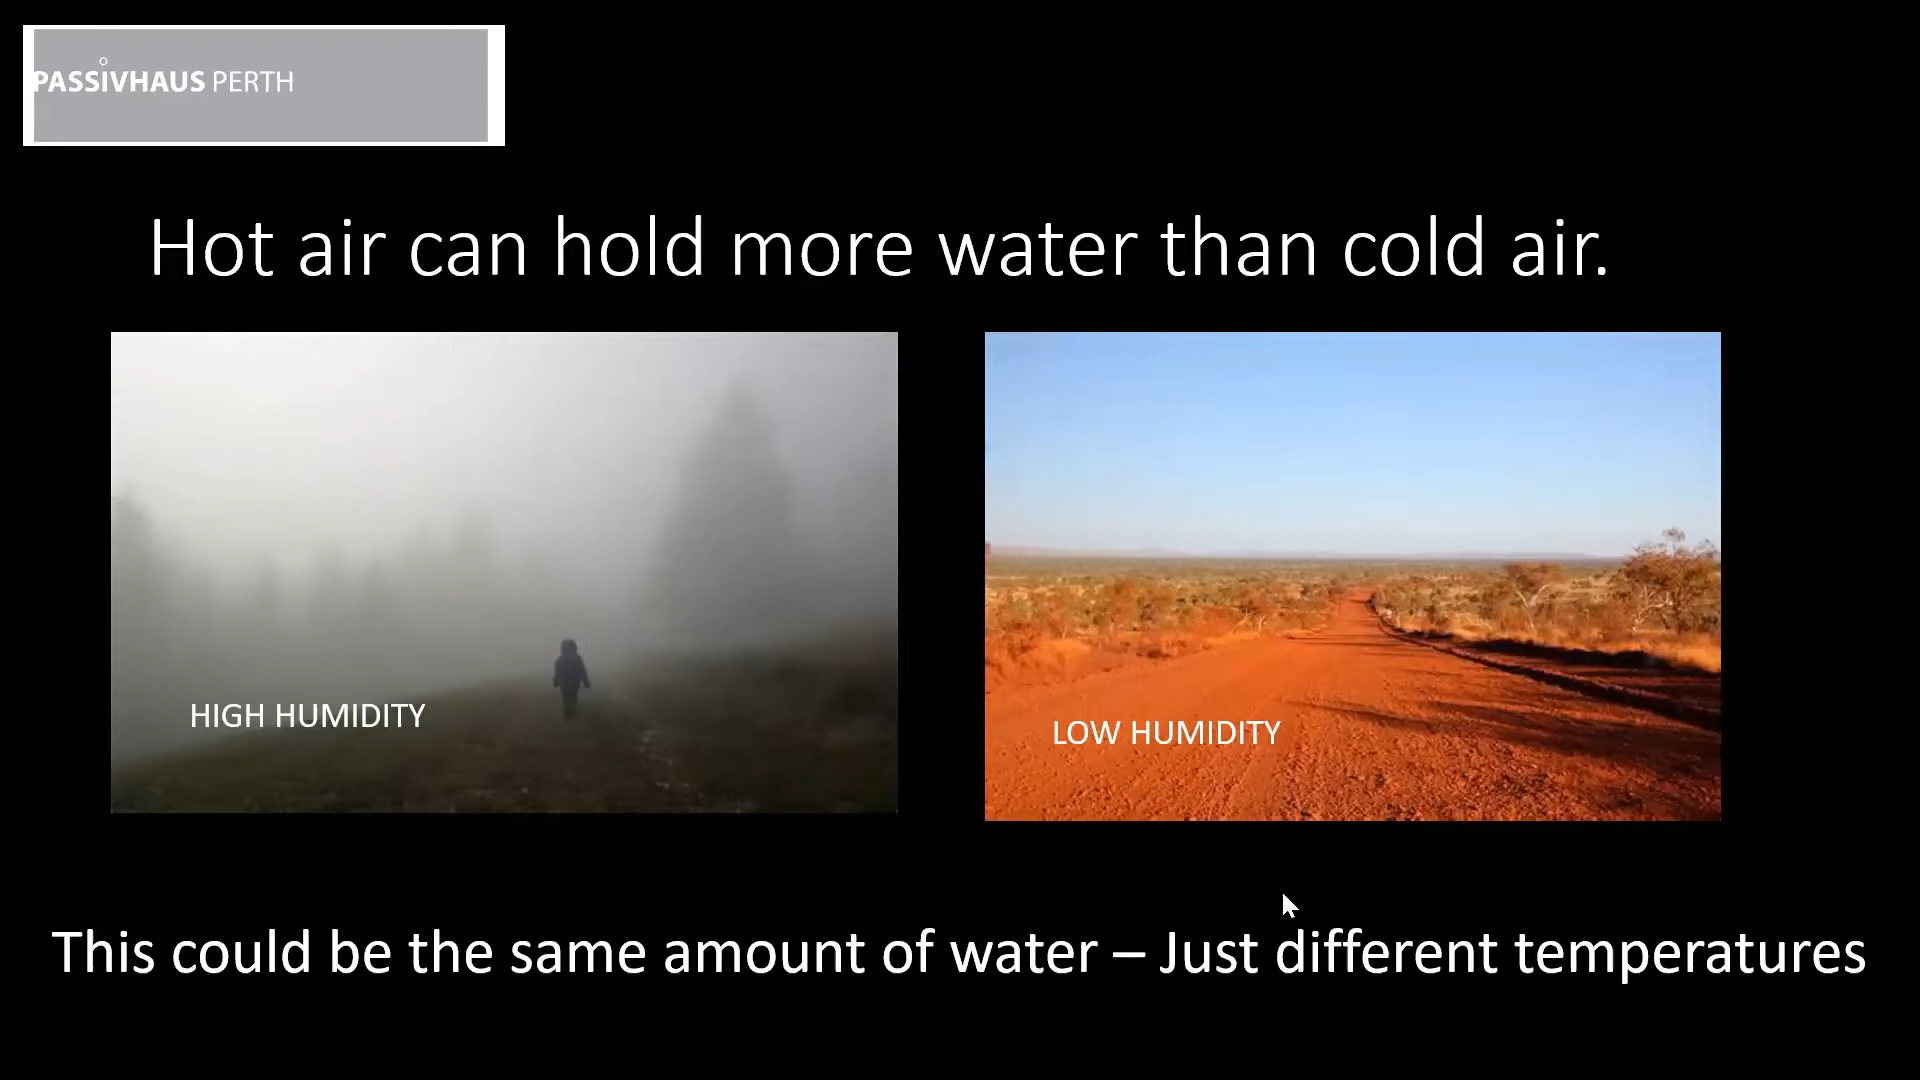 PASSIVHAUS PERTH
Hot air can hold more water than cold air.
HIGH HUMIDITY
LOW HUMIDITY
This could be the same amount of water – Just different temperatures